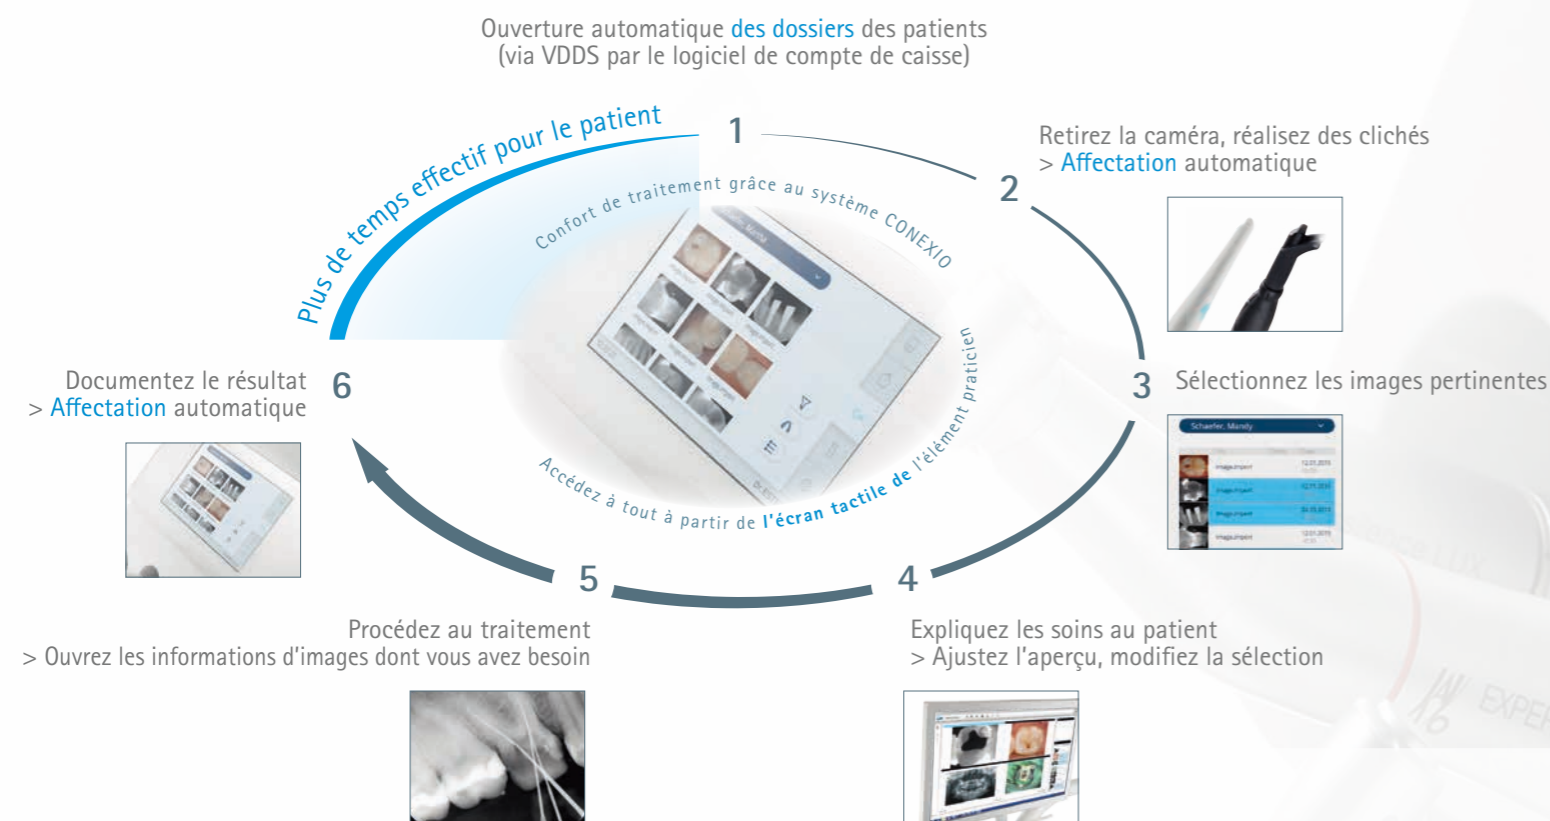 Ouverture automatique des dossiers des patients
(via VDDS par le logiciel de compte de caisse)
Plus de temps effectif pour le patient
1
Confort de traitement grâce au système CONEXIO
2
Retirez la caméra, réalisez des clichés
> Affectation automatique
3
Sélectionnez les images pertinentes
Schaefer, Mandy
Accédez à tout à partir de l'écran tactile de l'élément praticien
6
Documentez le résultat
> Affectation automatique
5
Procédez au traitement
> Ouvrez les informations d'images dont vous avez besoin
4
Expliquez les soins au patient
> Ajustez l'aperçu, modifiez la sélection